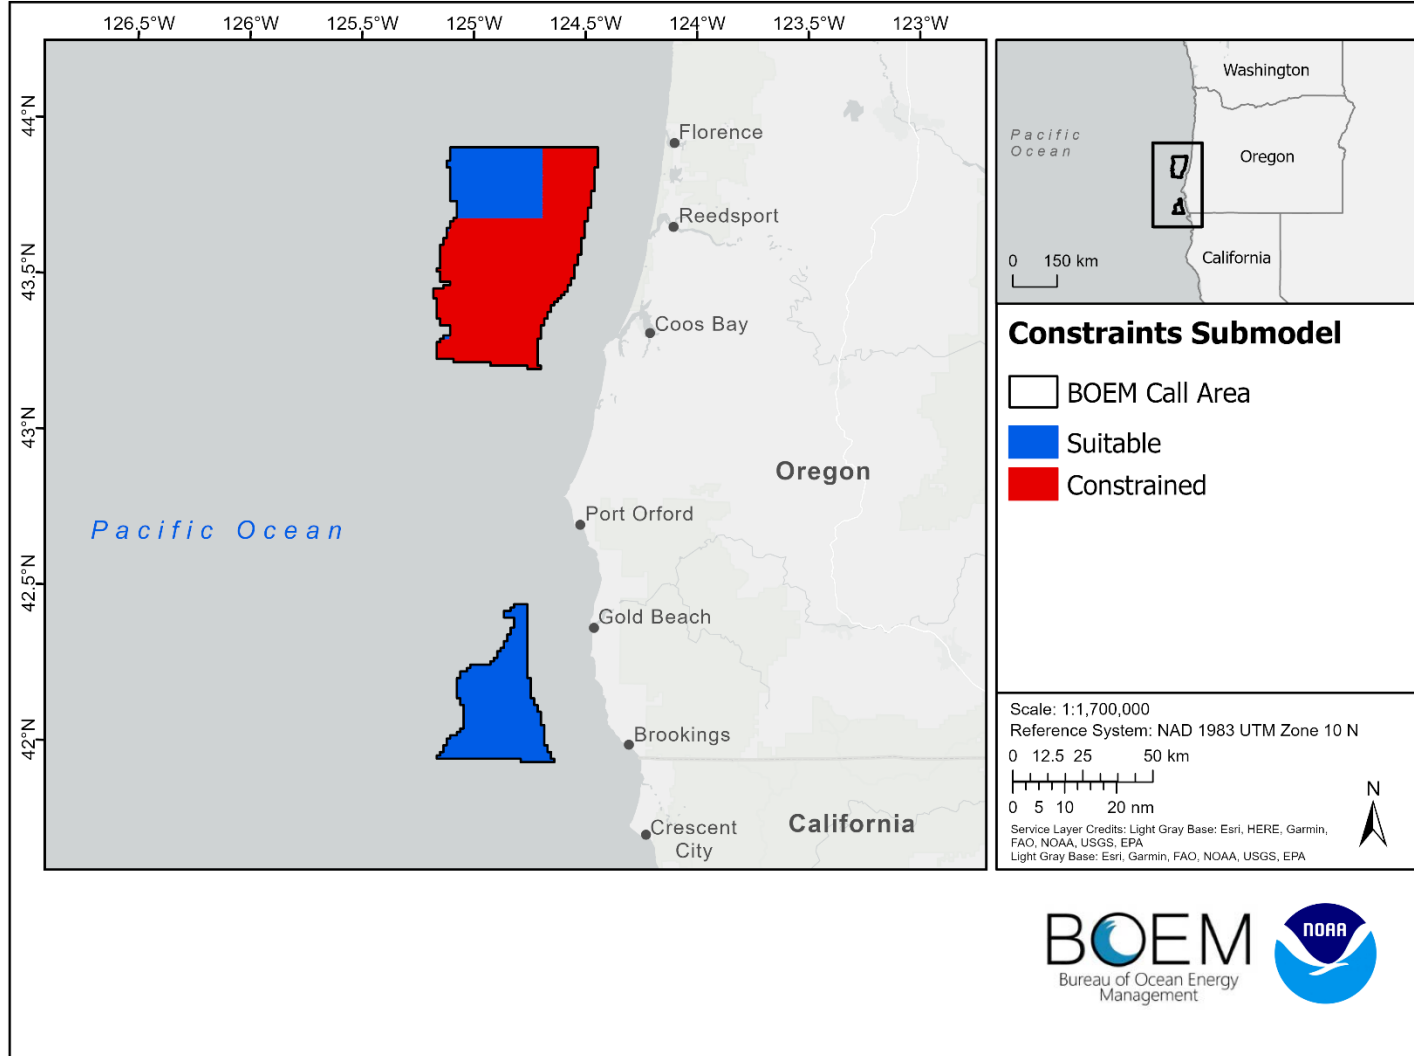 126.5°W 126°W 125.5°W 125°W 124.5°W 124°W 123.5°W 123°W
44°N
43.5°N
43°N
42.5°N
42°N
Florence
Reedsport
Coos Bay
Oregon
Port Orford
Pacific Ocean
Gold Beach
Brookings
California
Crescent
City
Washington
Pacific
Ocean
Oregon
0 150 km
California
Constraints Submodel
BOEM Call Area
Suitable
Constrained
Scale: 1:1,700,000
Reference System: NAD 1983 UTM Zone 10 N
0 12.5 25 50 km
0 5 10 20 nm
N
Service Layer Credits: Light Gray Base: Esri, HERE, Garmin,
FAO, NOAA, USGS, EPA
Light Gray Base: Esri, Garmin, FAO, NOAA, USGS, EPA
BOEM
Bureau of Ocean Energy
Management
NOAA